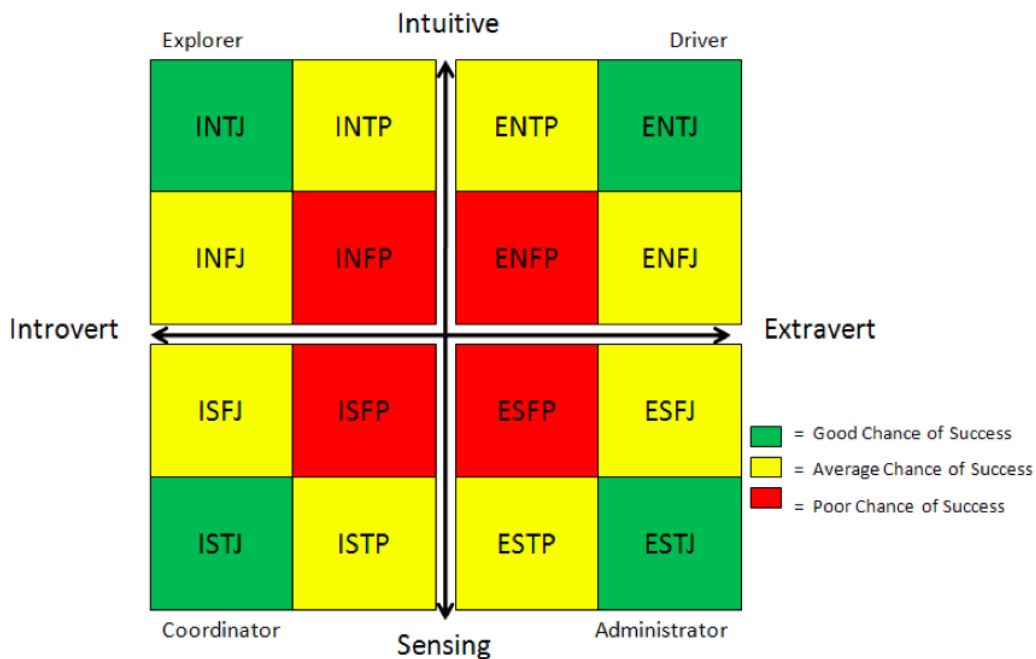 Intuitive
Explorer
Driver
INTJ
INTP
ENTP
ENTJ
INFJ
INFP
ENFP
ENFJ
Introvert
Extravert
ISFJ
ISFP
ESFP
ESFJ
= Good Chance of Success
= Average Chance of Success
= Poor Chance of Success
ISTJ
ISTP
ESTP
ESTJ
Coordinator
Sensing
Administrator